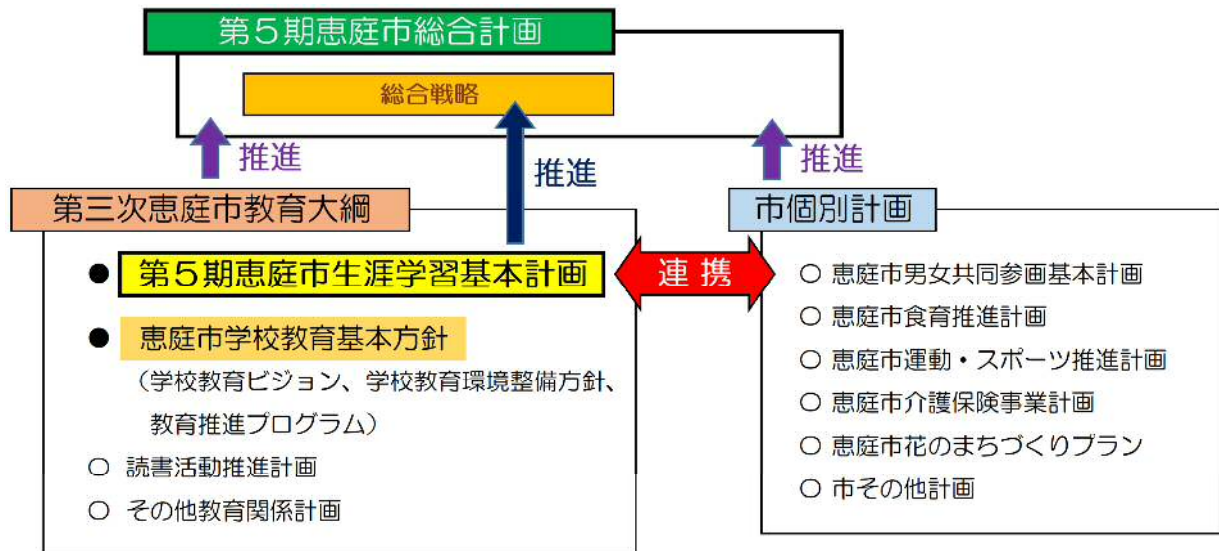 第5期恵庭市総合計画
総合戦略
推進
推進
推進
第三次恵庭市教育大綱
● 第5期恵庭市生涯学習基本計画
● 恵庭市学校教育基本方針
（学校教育ビジョン、学校教育環境整備方針、
教育推進プログラム）
○ 読書活動推進計画
○ その他教育関係計画
連 携
市個別計画
○ 恵庭市男女共同参画基本計画
○ 恵庭市食育推進計画
○ 恵庭市運動・スポーツ推進計画
○ 恵庭市介護保険事業計画
○ 恵庭市花のまちづくりプラン
○ 市その他計画